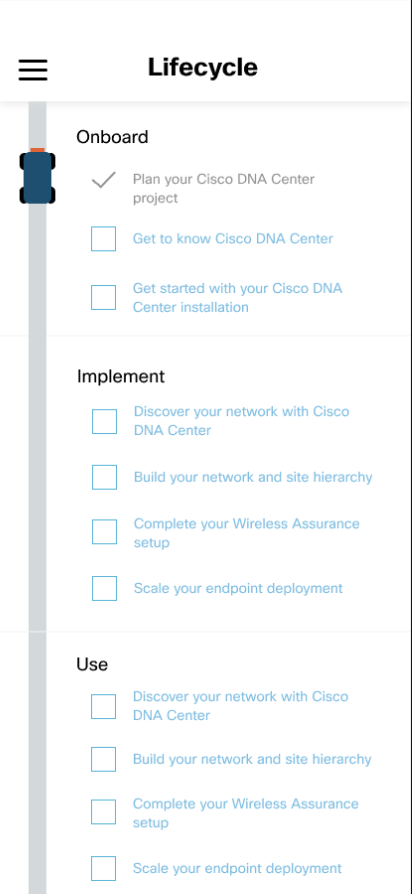 Lifecycle
Onboard
Plan your Cisco DNA Center
project
Get to know Cisco DNA Center
Get started with your Cisco DNA
Center installation
Implement
Discover your network with Cisco
DNA Center
Build your network and site hierarchy
Complete your Wireless Assurance
setup
Scale your endpoint deployment
Use
Discover your network with Cisco
DNA Center
Build your network and site hierarchy
Complete your Wireless Assurance
setup
Scale your endpoint deployment